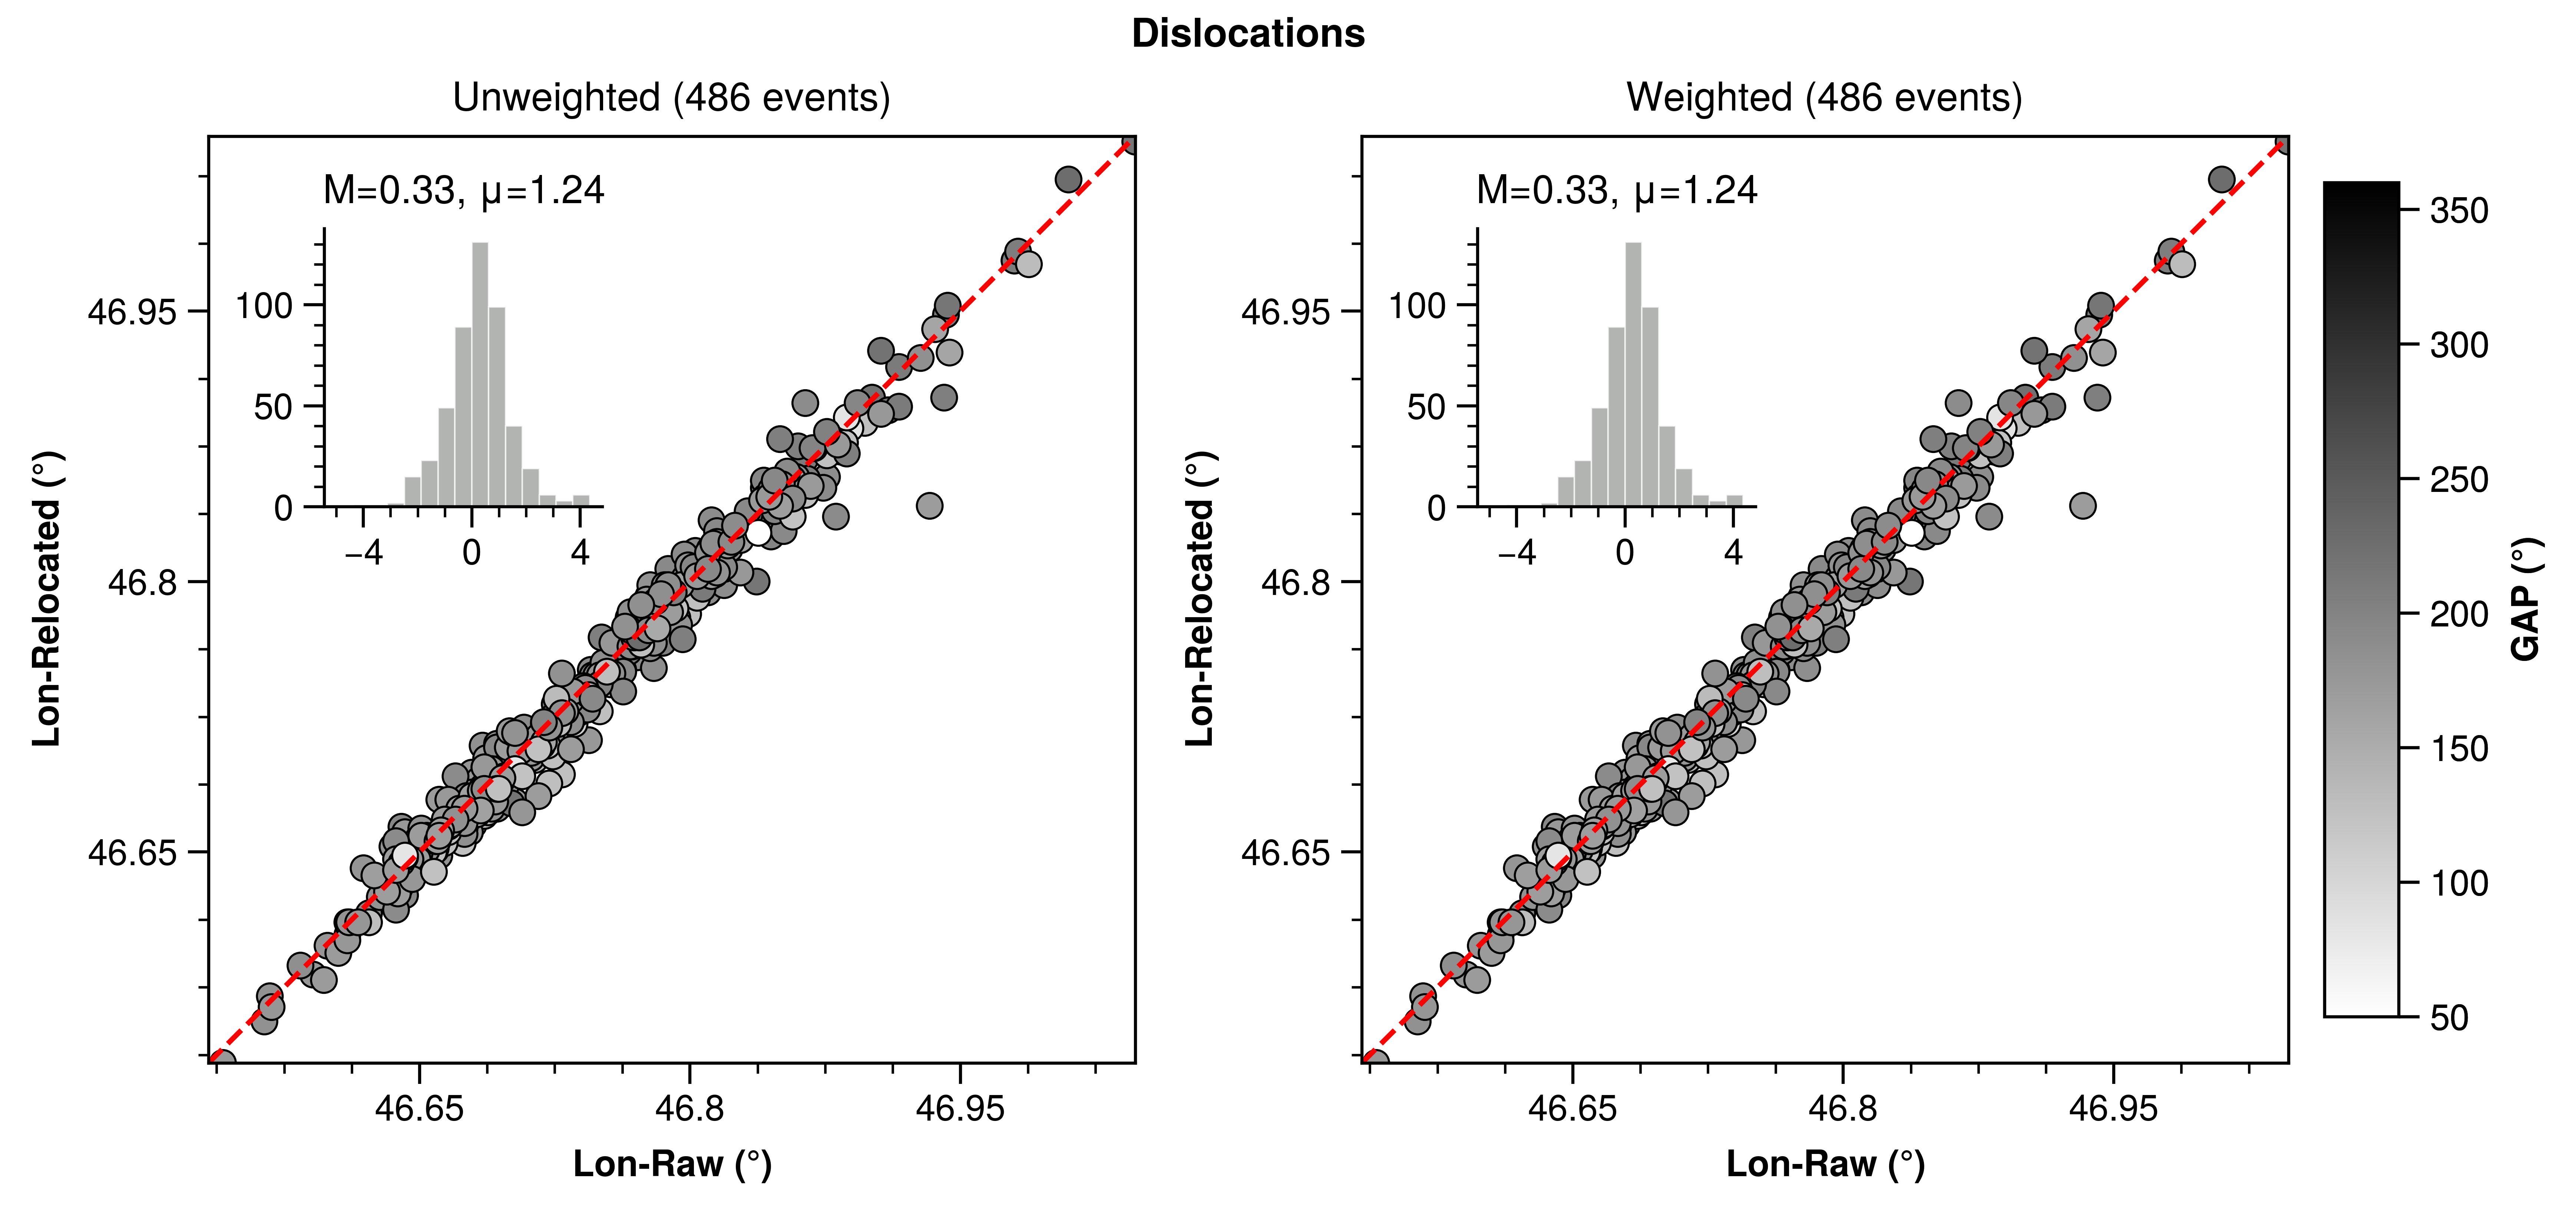 Dislocations
Unweighted (486 events)
M=0.33, μ=1.24
100
50
0
−4 0 4
46.95
46.8
46.65
Lon-Relocated (°)
46.65 46.8 46.95
Lon-Raw (°)
Weighted (486 events)
M=0.33, μ=1.24
100
50
0
−4 0 4
46.95
46.8
46.65
Lon-Relocated (°)
46.65 46.8 46.95
Lon-Raw (°)
350
300
250
200
150
100
50
GAP (°)